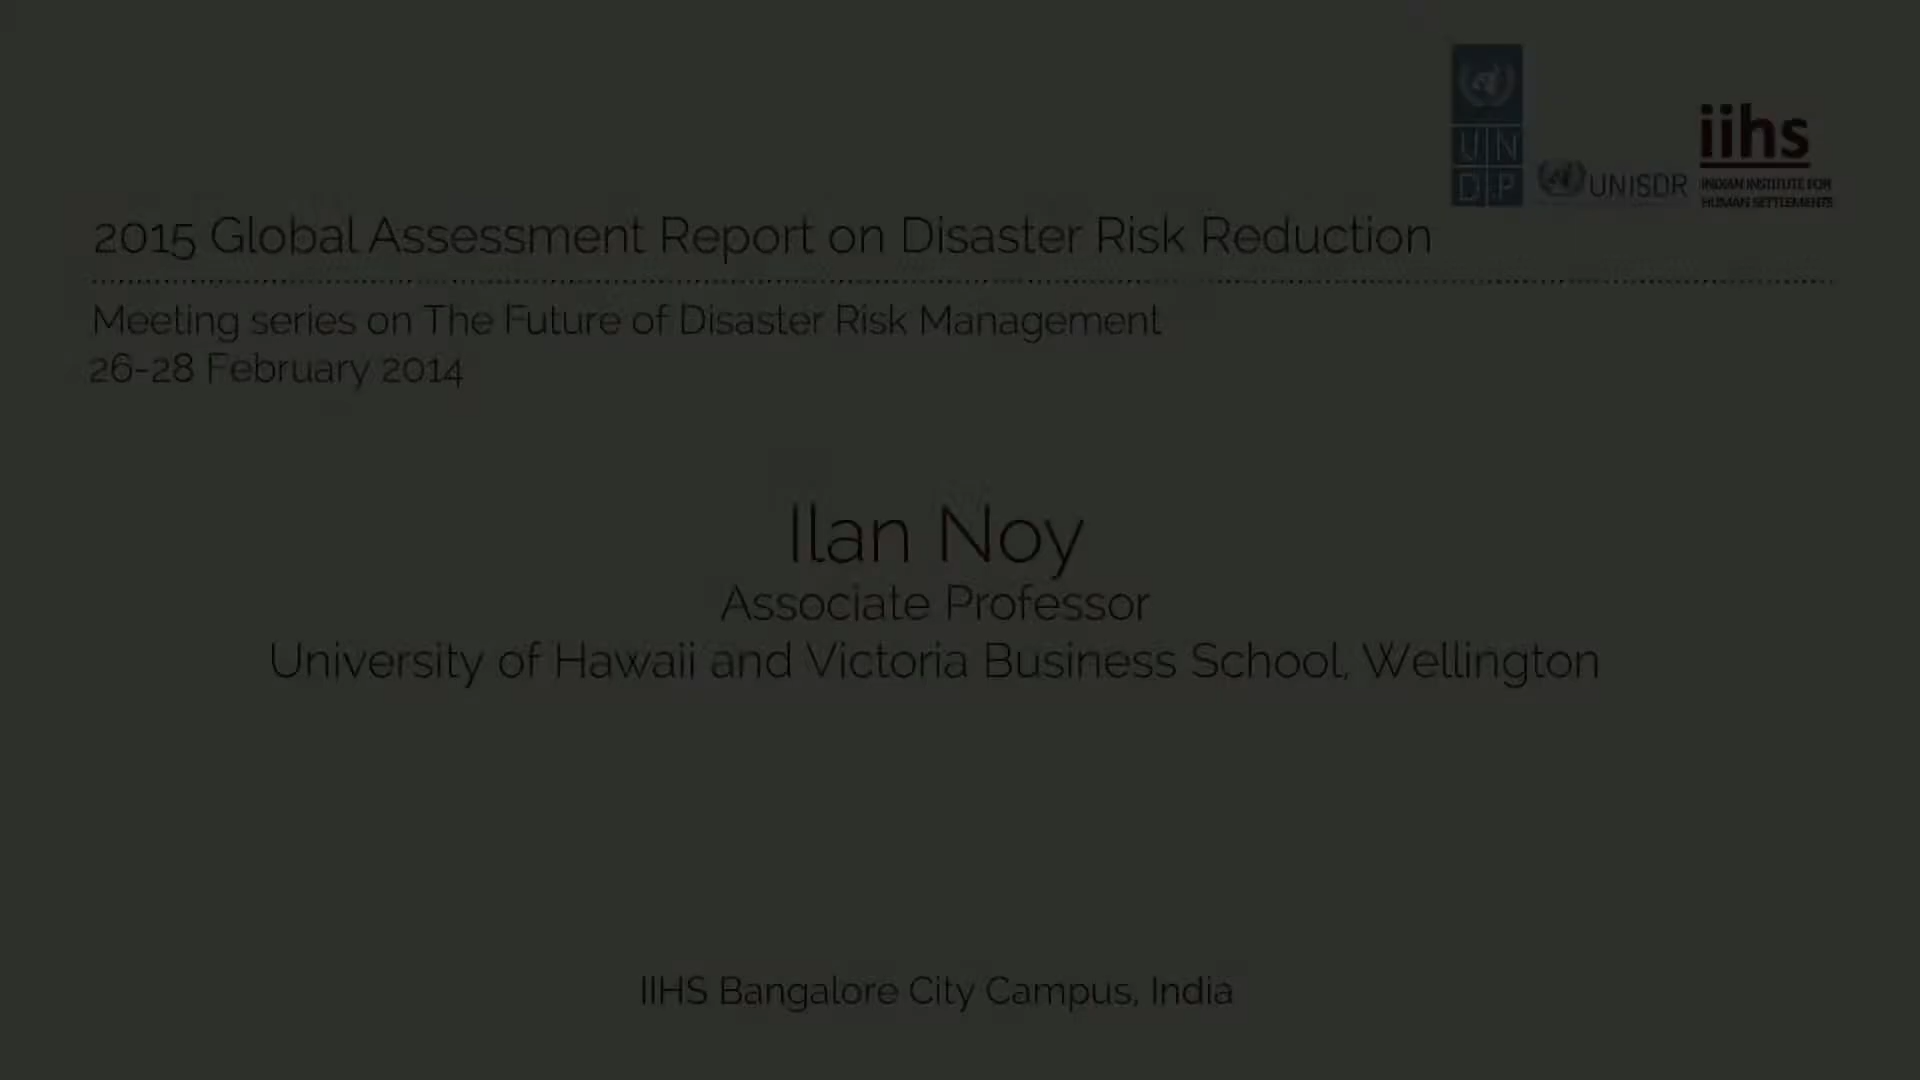 UN
DP
UNISDR
iihs
INDIAN INSTITUTE FOR
HUMAN SETTLEMENTS
2015 Global Assessment Report on Disaster Risk Reduction
Meeting series on The Future of Disaster Risk Management
26-28 February 2014
Ilan Noy
Associate Professor
University of Hawaii and Victoria Business School, Wellington
IIHS Bangalore City Campus, India